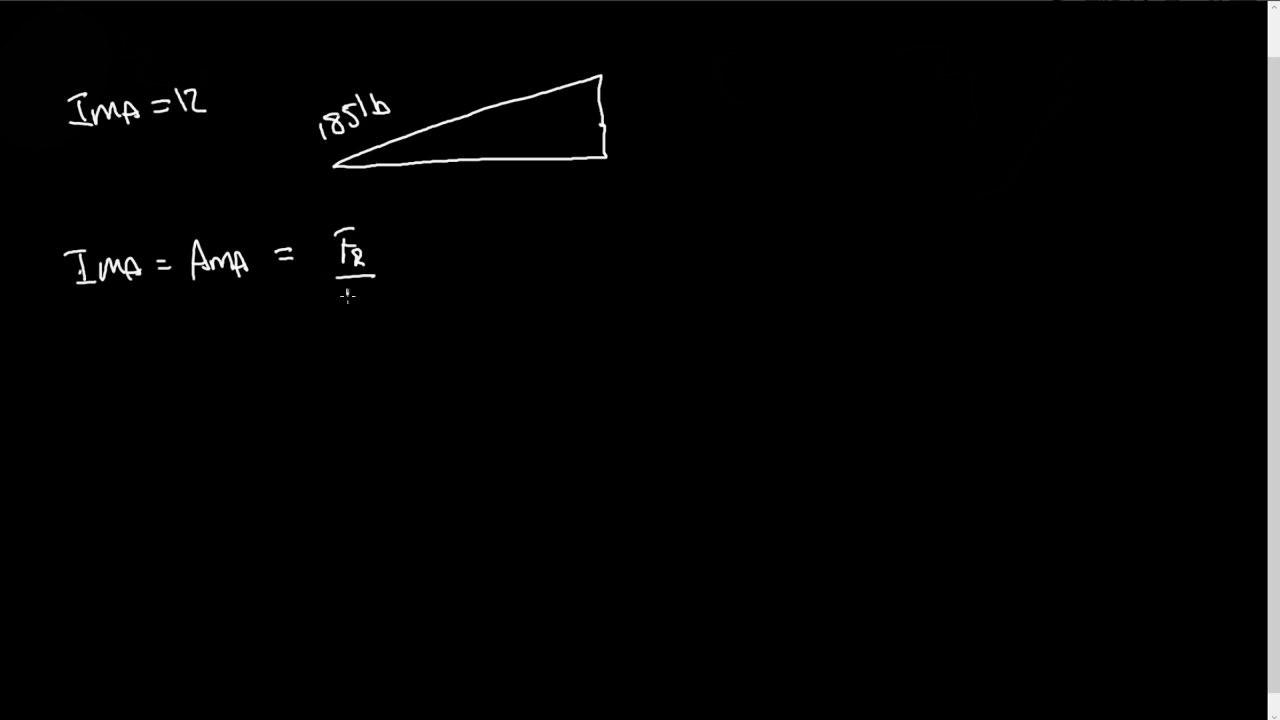 IMA = 12
185 lb
IMA = AMA = FR